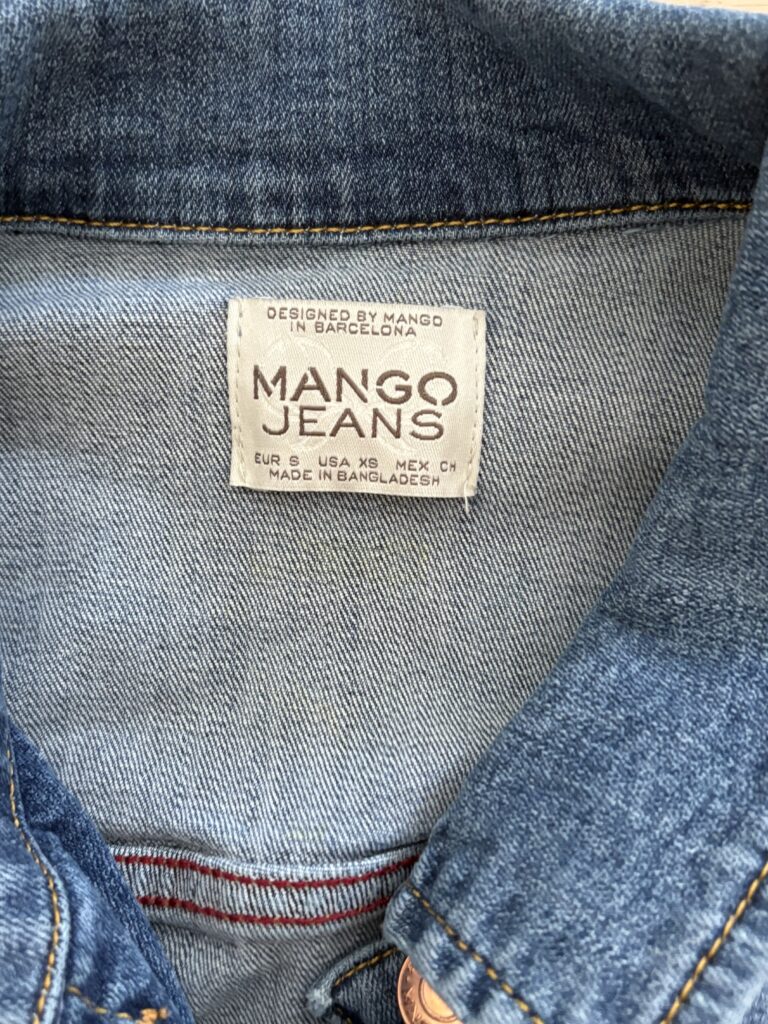 DESIGNED BY MANGO
IN BARCELONA
MANGO
JEANS
EUR S USA XS MEX CH
MADE IN BANGLADESH